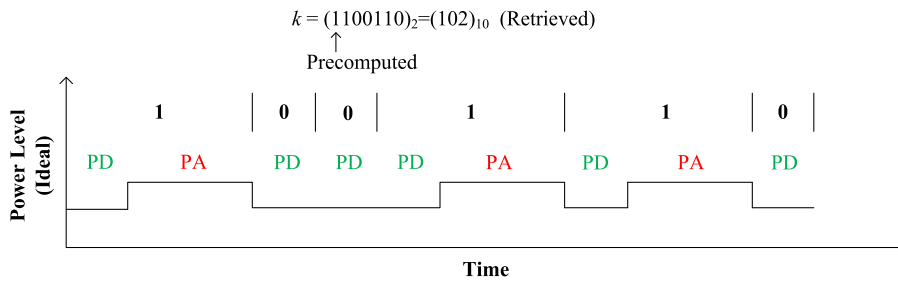 k = (1100110)₂=(102)₁₀ (Retrieved)
Precomputed
1 0 0 1 1 0
PD PA PD PD PD PA PD PA PD
Power Level
(Ideal)
Time